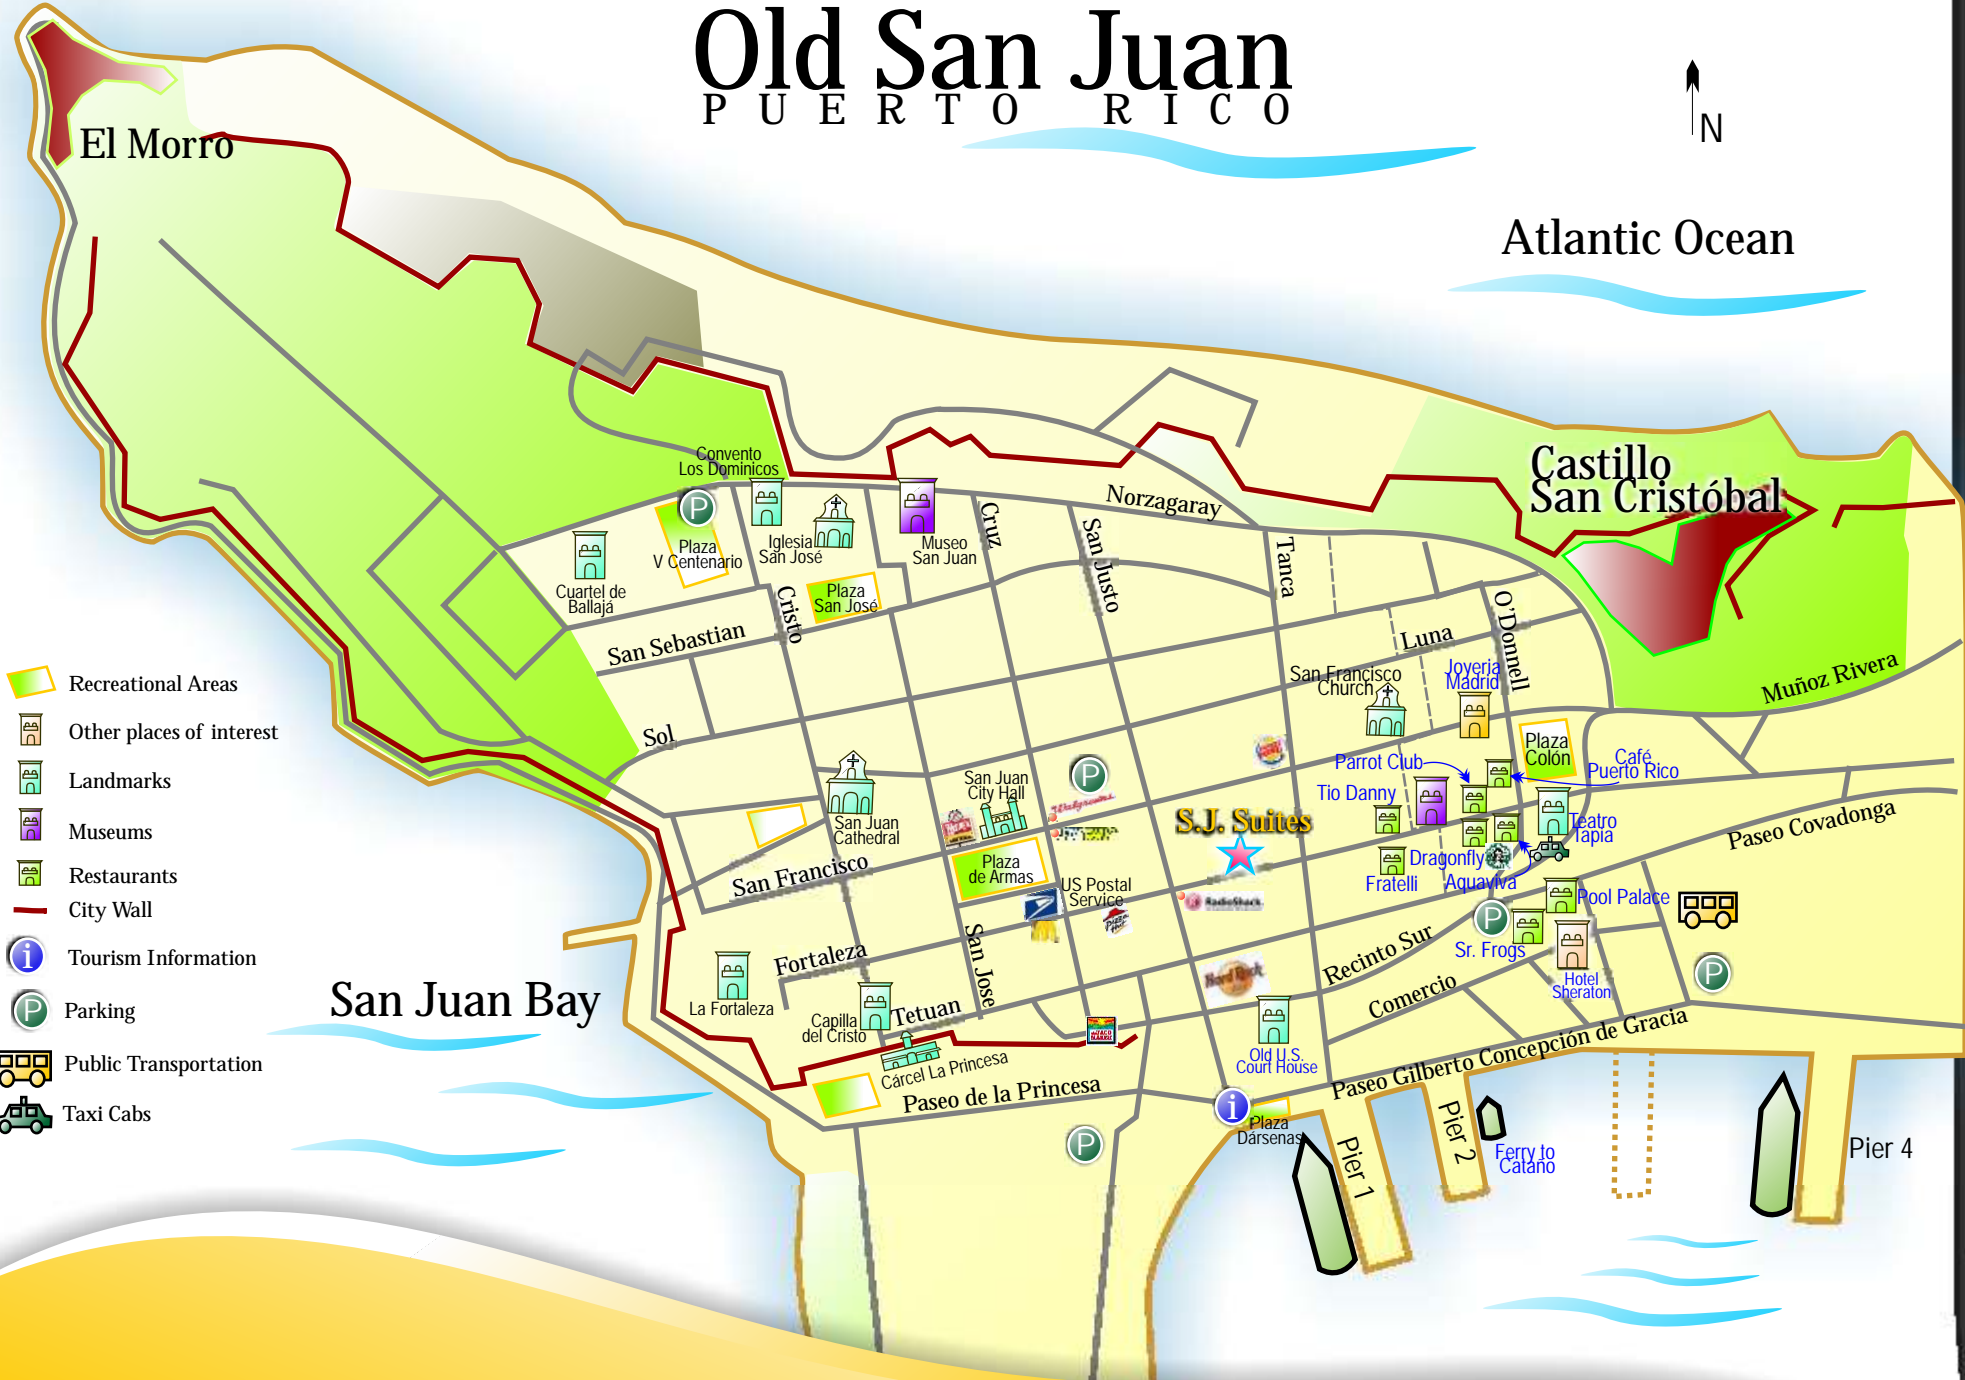 Old San Juan
PUERTO RICO
N
El Morro
Atlantic Ocean
Castillo
San Cristóbal
Convento
Los Dominicos
P
Plaza
V Centenario
Iglesia
San José
Museo
San Juan
Cuartel de
Ballajá
Plaza
San José
Cristo
Cruz
San Justo
Norzagaray
Tanca
Luna
O'Donnell
San Sebastian
Sol
Muñoz Rivera
San Francisco
Church
Joyeria
Madrid
Plaza
Colón
Café
Puerto Rico
Parrot Club
Tio Danny
Teatro
Tapia
Dragonfly
Fratelli
Aquaviva
Paseo Covadonga
Pool Palace
P
Sr. Frogs
Hotel
Sheraton
P
San Juan
City Hall
P
Walgreens
San Juan
Cathedral
Plaza
de Armas
S.J. Suites
US Postal
Service
Pizza
Hut
RadioShack
San Francisco
Fortaleza
San Jose
La Fortaleza
Capilla
del Cristo
Tetuan
Cárcel La Princesa
Paseo de la Princesa
Hard Rock
Recinto Sur
Comercio
Old U.S.
Court House
Paseo Gilberto Concepción de Gracia
i
Plaza
Dársenas
P
Pier 1
Pier 2
Ferry to
Cataño
Pier 4
San Juan Bay
Recreational Areas
Other places of interest
Landmarks
Museums
Restaurants
City Wall
i
Tourism Information
P
Parking
Public Transportation
Taxi Cabs